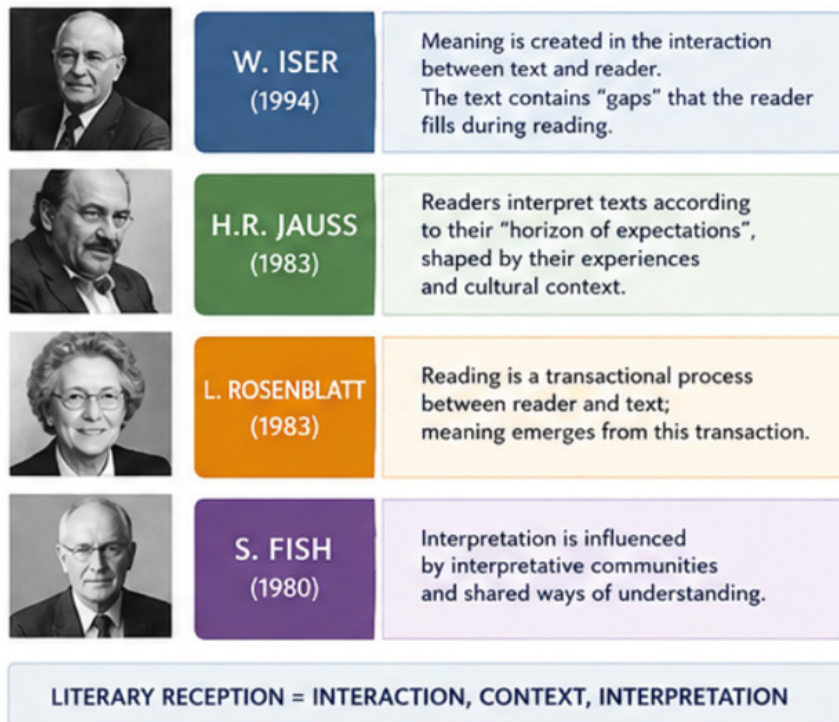 W. ISER
(1994)
Meaning is created in the interaction
between text and reader.
The text contains “gaps” that the reader
fills during reading.
H.R. JAUSS
(1983)
Readers interpret texts according
to their “horizon of expectations”,
shaped by their experiences
and cultural context.
L. ROSENBLATT
(1983)
Reading is a transactional process
between reader and text;
meaning emerges from this transaction.
S. FISH
(1980)
Interpretation is influenced
by interpretative communities
and shared ways of understanding.
LITERARY RECEPTION = INTERACTION, CONTEXT, INTERPRETATION